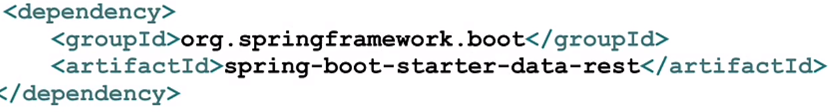 <dependency>
<groupId>org.springframework.boot</groupId>
<artifactId>spring-boot-starter-data-rest</artifactId>
</dependency>